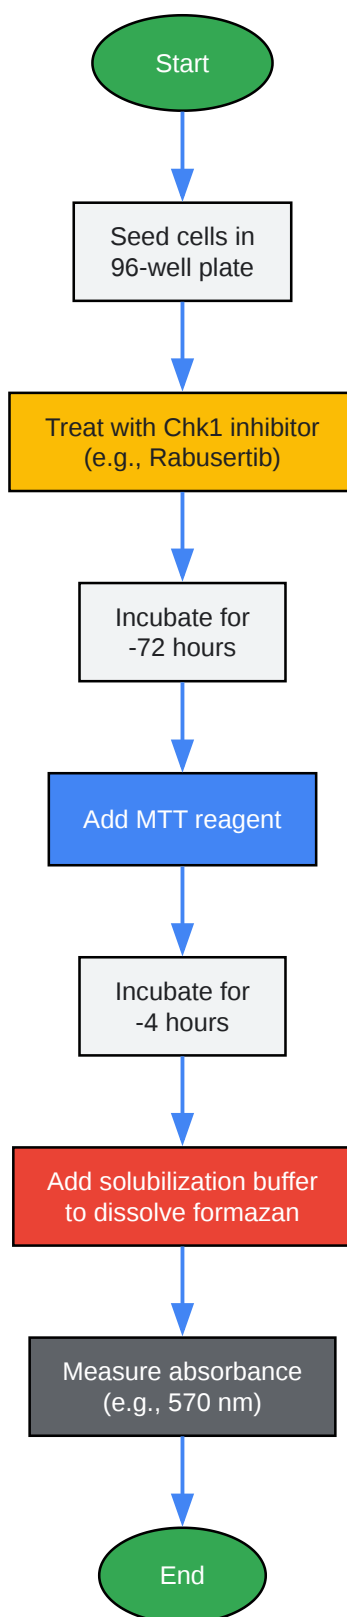 Start
Seed cells in
96-well plate
Treat with Chk1 inhibitor
(e.g., Rabusertib)
Incubate for
-72 hours
Add MTT reagent
Incubate for
-4 hours
Add solubilization buffer
to dissolve formazan
Measure absorbance
(e.g., 570 nm)
End